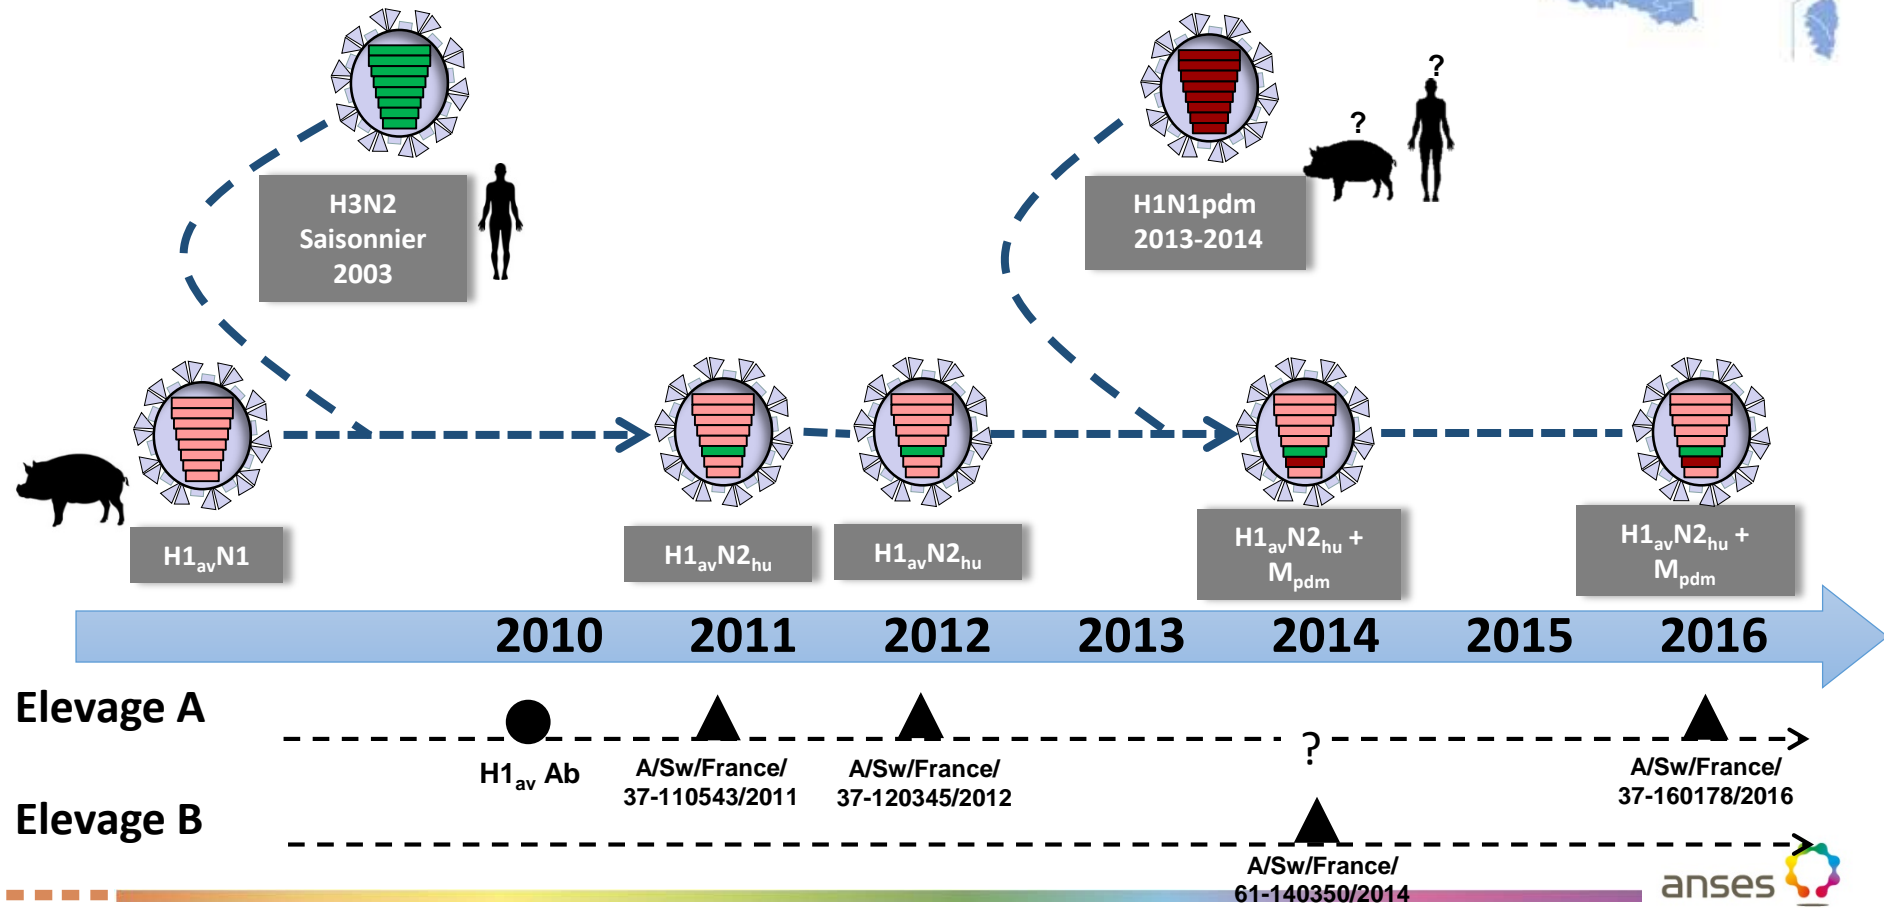 H3N2
Saisonnier
2003
H1N1pdm
2013-2014
?
?
H1avN1
H1avN2hu
H1avN2hu
H1avN2hu +
Mpdm
H1avN2hu +
Mpdm
2010 2011 2012 2013 2014 2015 2016
Elevage A
?
H1av Ab
A/Sw/France/
37-110543/2011
A/Sw/France/
37-120345/2012
A/Sw/France/
37-160178/2016
Elevage B
A/Sw/France/
61-140350/2014
anses